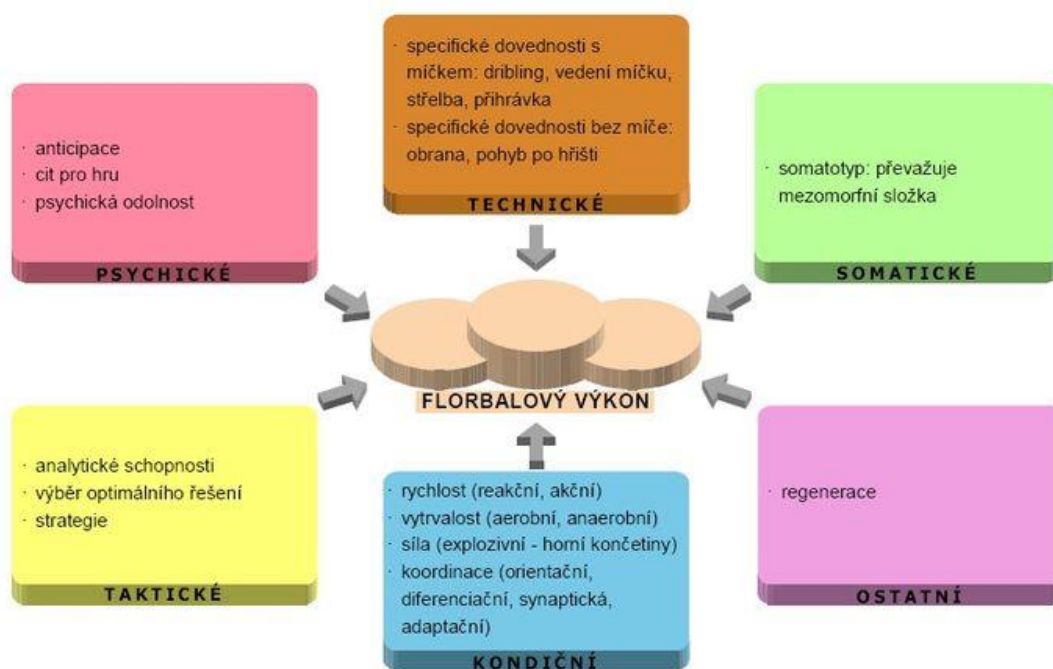 · specifické dovednosti s
míčkem: dribling, vedení míčku,
střelba, přihrávka
· specifické dovednosti bez míče:
obrana, pohyb po hřišti
TECHNICKÉ
· anticipace
· cit pro hru
· psychická odolnost
PSYCHICKÉ
· somatotyp: převažuje
mezomorfní složka
SOMATICKÉ
FLORBALOVÝ VÝKON
· analytické schopnosti
· výběr optimálního řešení
· strategie
TAKTICKÉ
· rychlost (reakční, akční)
· vytrvalost (aerobní, anaerobní)
· síla (explozivní - horní končetiny)
· koordinace (orientační,
diferenciační, synaptická,
adaptační)
KONDIČNÍ
· regenerace
OSTATNÍ